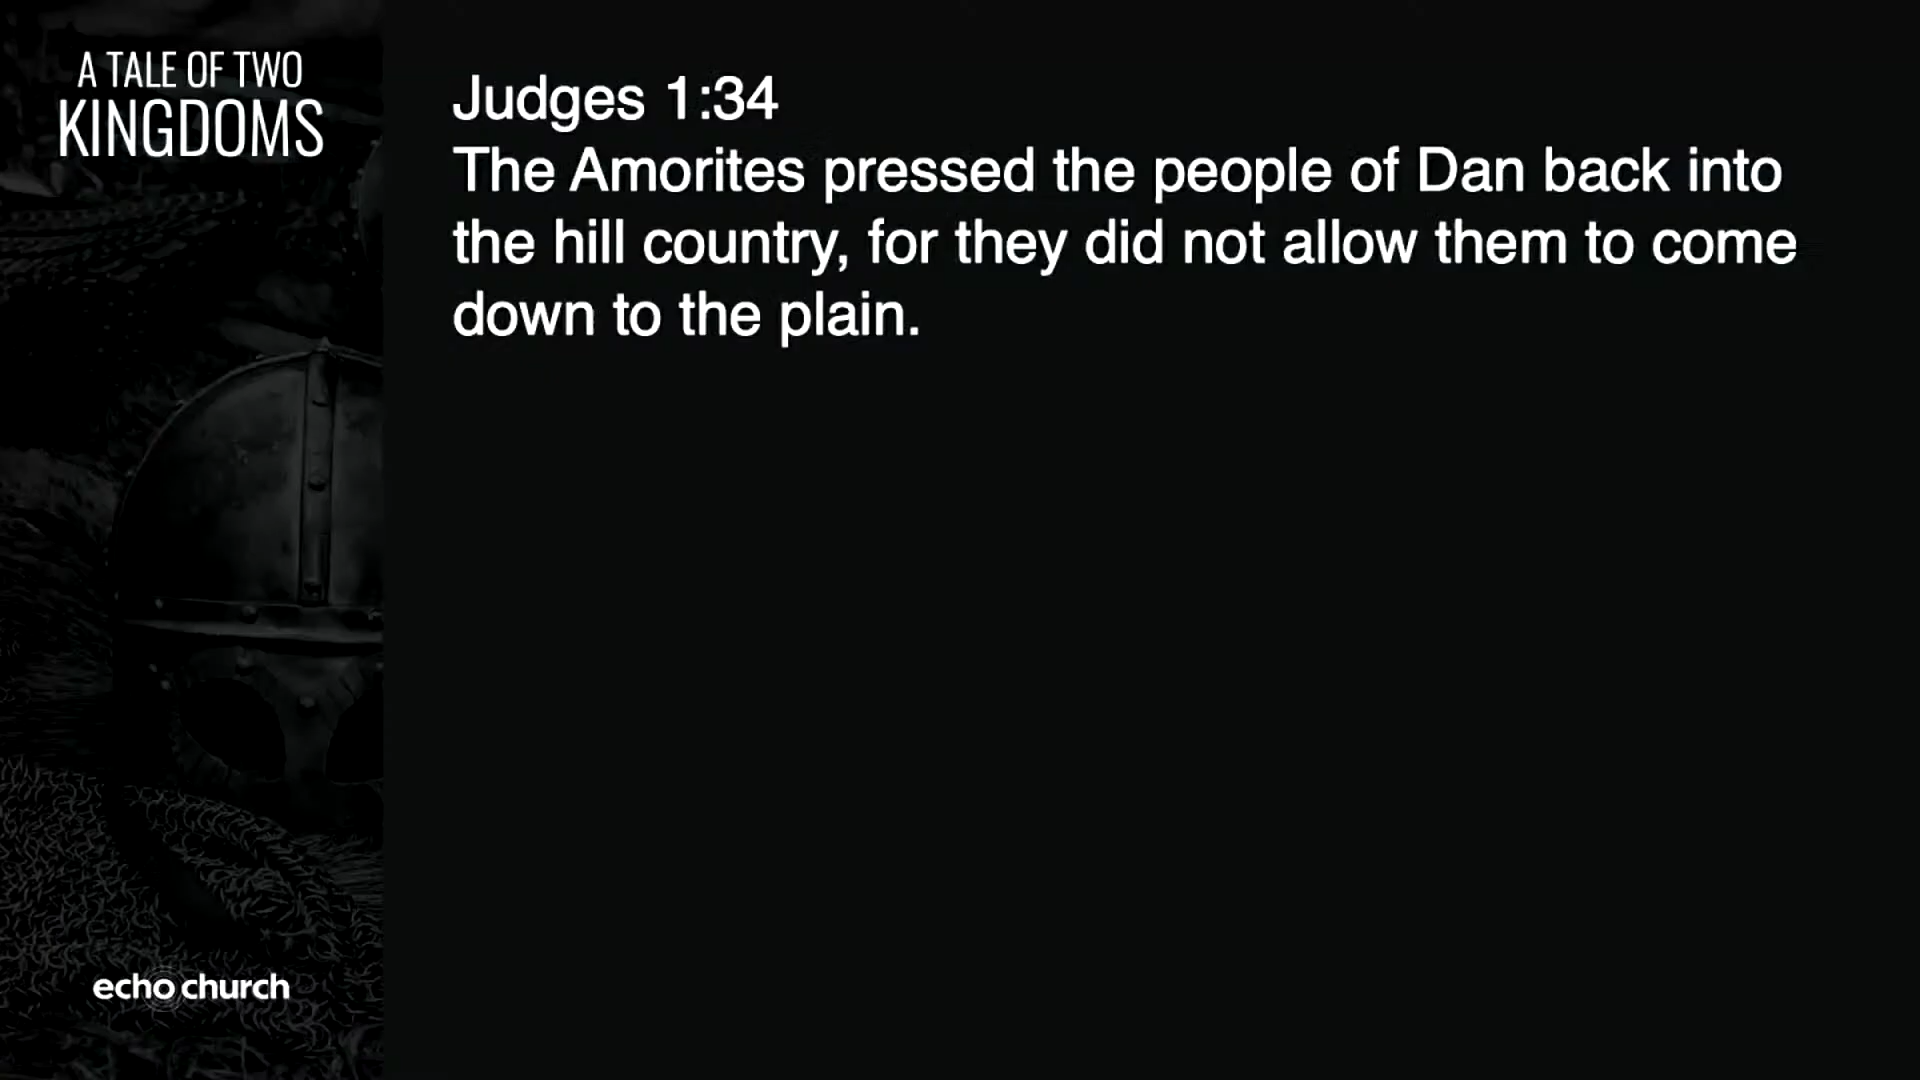 A TALE OF TWO
KINGDOMS
Judges 1:34
The Amorites pressed the people of Dan back into
the hill country, for they did not allow them to come
down to the plain.
echo church